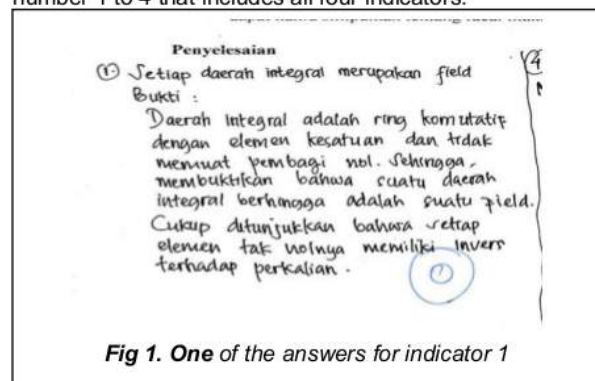 number 1 to 4 that includes all four indicators.
Penyelesaian
① Setiap daerah integral merupakan field
Bukti :
Daerah Integral adalah ring komutatif
dengan elemen kesatuan dan tidak
memuat pembagi nol. Sehingga,
membuktikan bahwa suatu daerah
integral berhingga adalah suatu field.
Cukup ditunjukkan bahwa setiap
elemen tak nolnya memiliki invers
terhadap perkalian.
①
Fig 1. One of the answers for indicator 1